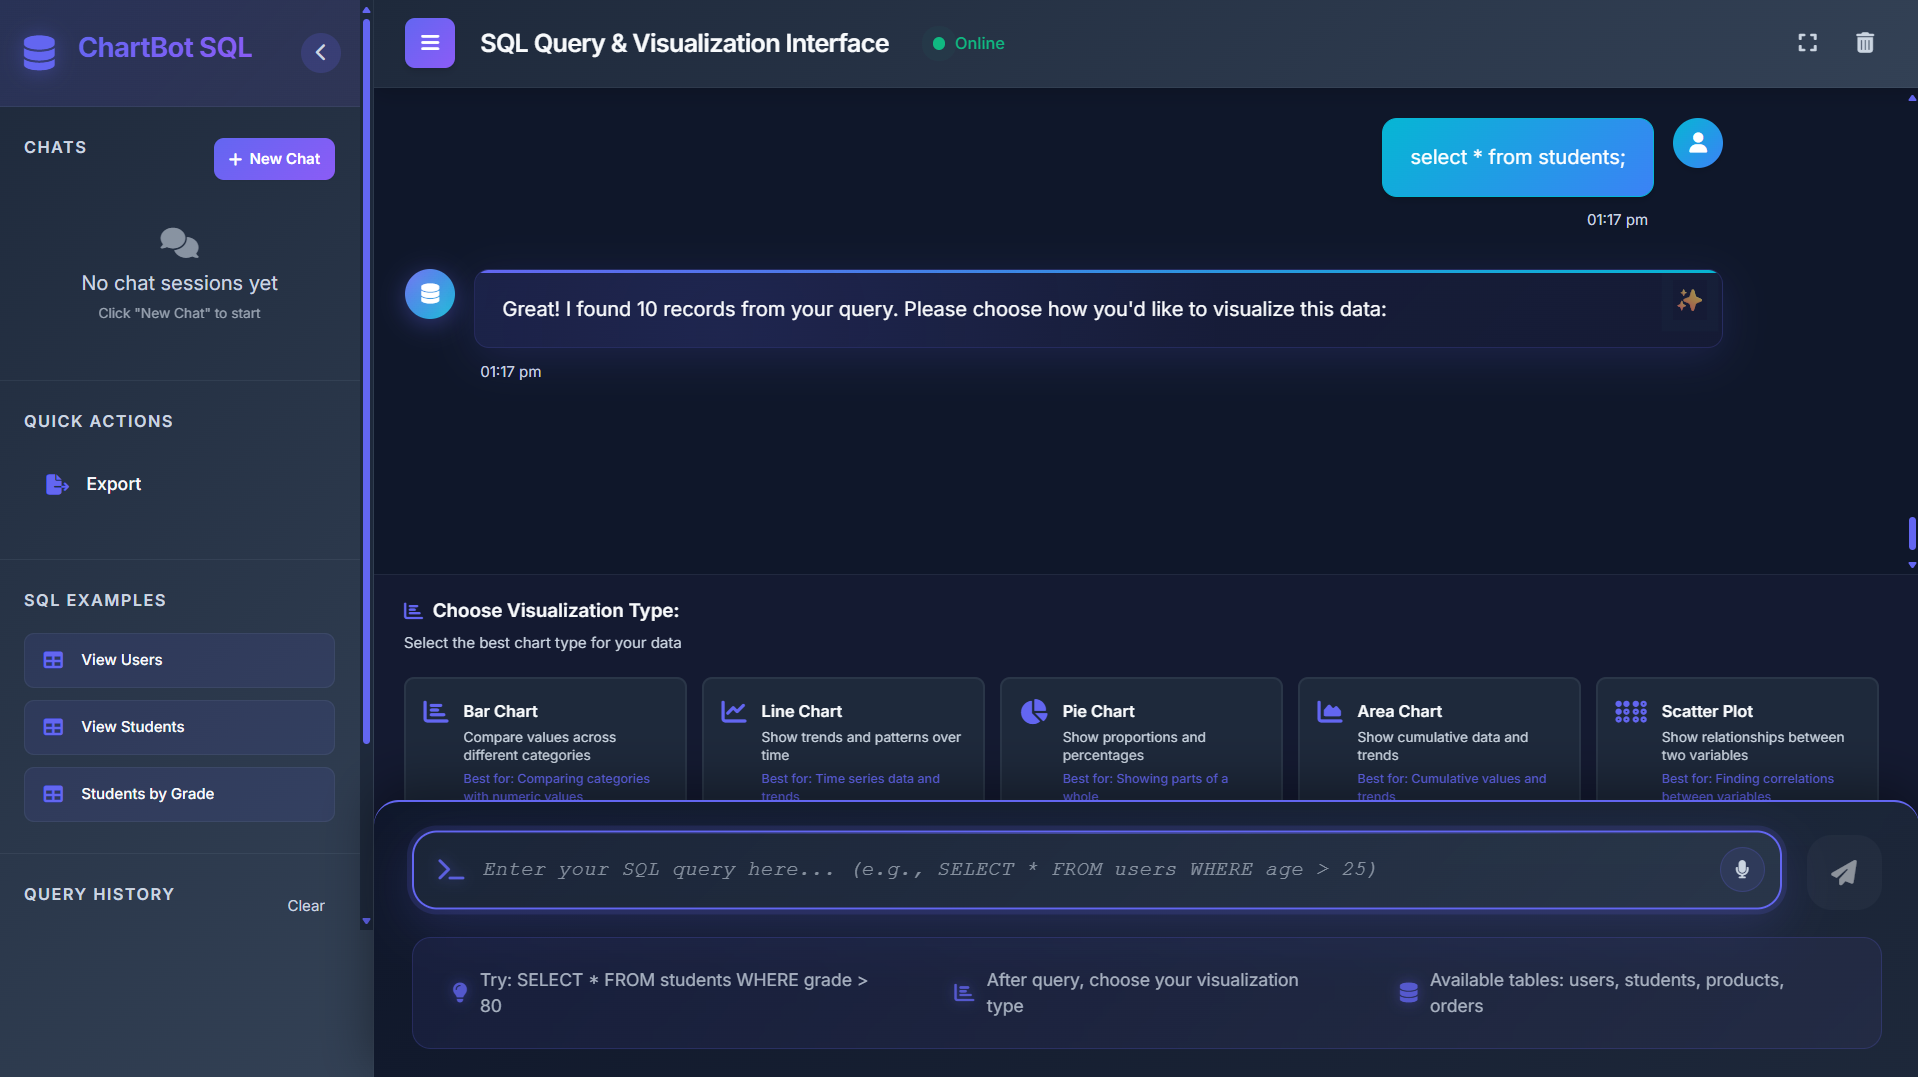 ChartBot SQL
CHATS
New Chat
No chat sessions yet
Click "New Chat" to start
QUICK ACTIONS
Export
SQL EXAMPLES
View Users
View Students
Students by Grade
QUERY HISTORY
Clear
SQL Query & Visualization Interface
Online
select * from students;
01:17 pm
Great! I found 10 records from your query. Please choose how you'd like to visualize this data:
01:17 pm
Choose Visualization Type:
Select the best chart type for your data
Bar Chart
Compare values across
different categories
Best for: Comparing categories
with numeric values
Line Chart
Show trends and patterns over
time
Best for: Time series data and
trends
Pie Chart
Show proportions and
percentages
Best for: Showing parts of a
whole
Area Chart
Show cumulative data and
trends
Best for: Cumulative values and
trends
Scatter Plot
Show relationships between
two variables
Best for: Finding correlations
between variables
Enter your SQL query here... (e.g., SELECT * FROM users WHERE age > 25)
Try: SELECT * FROM students WHERE grade >
80
After query, choose your visualization
type
Available tables: users, students, products,
orders